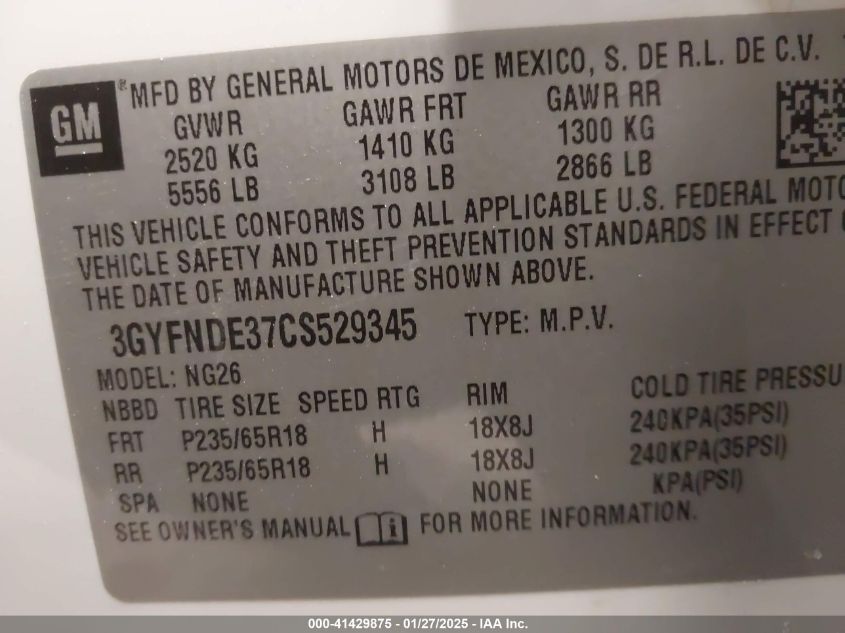 GM
MFD BY GENERAL MOTORS DE MEXICO, S. DE R.L. DE C.V.
GVWR GAWR FRT GAWR RR
2520 KG 1410 KG 1300 KG
5556 LB 3108 LB 2866 LB
THIS VEHICLE CONFORMS TO ALL APPLICABLE U.S. FEDERAL MOTO
VEHICLE SAFETY AND THEFT PREVENTION STANDARDS IN EFFECT
THE DATE OF MANUFACTURE SHOWN ABOVE.
3GYFNDE37CS529345 TYPE: M.P.V.
MODEL: NG26
NBBD TIRE SIZE SPEED RTG RIM COLD TIRE PRESSU
FRT P235/65R18 H 18X8J 240KPA(35PSI)
RR P235/65R18 H 18X8J 240KPA(35PSI)
SPA NONE NONE KPA(PSI)
SEE OWNER'S MANUAL FOR MORE INFORMATION.
000-41429875 - 01/27/2025 - IAA Inc.